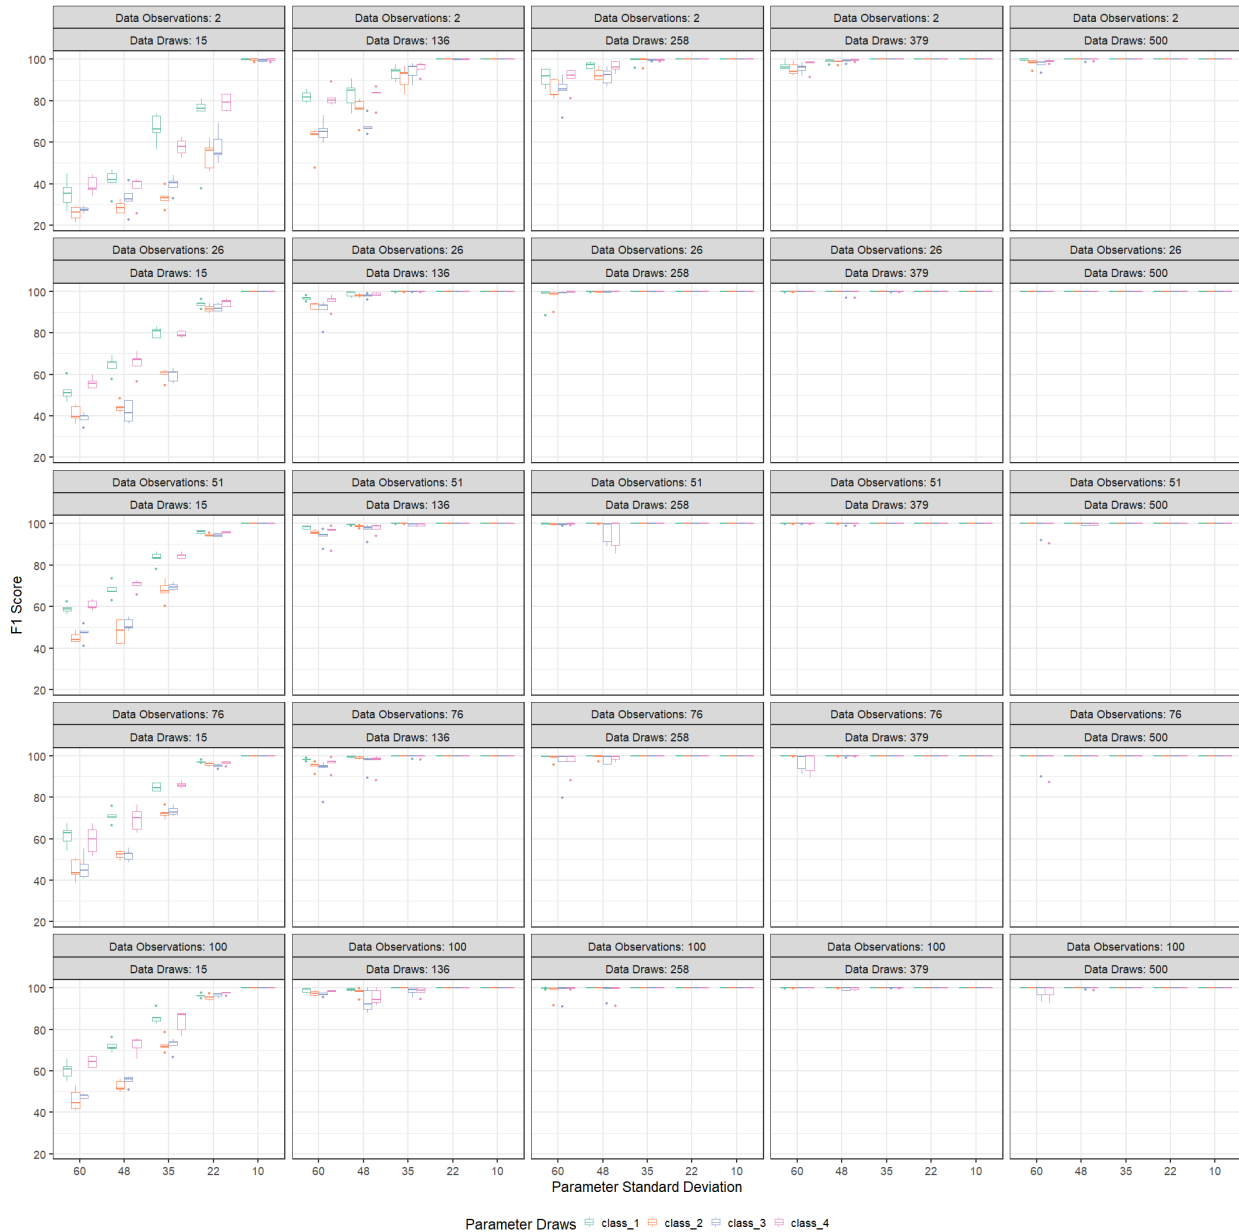 Data Observations: 2
Data Observations: 2
Data Observations: 2
Data Observations: 2
Data Observations: 2
Data Draws: 15
Data Draws: 136
Data Draws: 258
Data Draws: 379
Data Draws: 500
100
80
60
40
20
Data Observations: 26
Data Observations: 26
Data Observations: 26
Data Observations: 26
Data Observations: 26
Data Draws: 15
Data Draws: 136
Data Draws: 258
Data Draws: 379
Data Draws: 500
100
80
60
40
20
Data Observations: 51
Data Observations: 51
Data Observations: 51
Data Observations: 51
Data Observations: 51
Data Draws: 15
Data Draws: 136
Data Draws: 258
Data Draws: 379
Data Draws: 500
100
80
60
40
20
F1 Score
Data Observations: 76
Data Observations: 76
Data Observations: 76
Data Observations: 76
Data Observations: 76
Data Draws: 15
Data Draws: 136
Data Draws: 258
Data Draws: 379
Data Draws: 500
100
80
60
40
20
Data Observations: 100
Data Observations: 100
Data Observations: 100
Data Observations: 100
Data Observations: 100
Data Draws: 15
Data Draws: 136
Data Draws: 258
Data Draws: 379
Data Draws: 500
100
80
60
40
20
60 48 35 22 10
60 48 35 22 10
60 48 35 22 10
60 48 35 22 10
60 48 35 22 10
Parameter Standard Deviation
Parameter Draws class_1 class_2 class_3 class_4